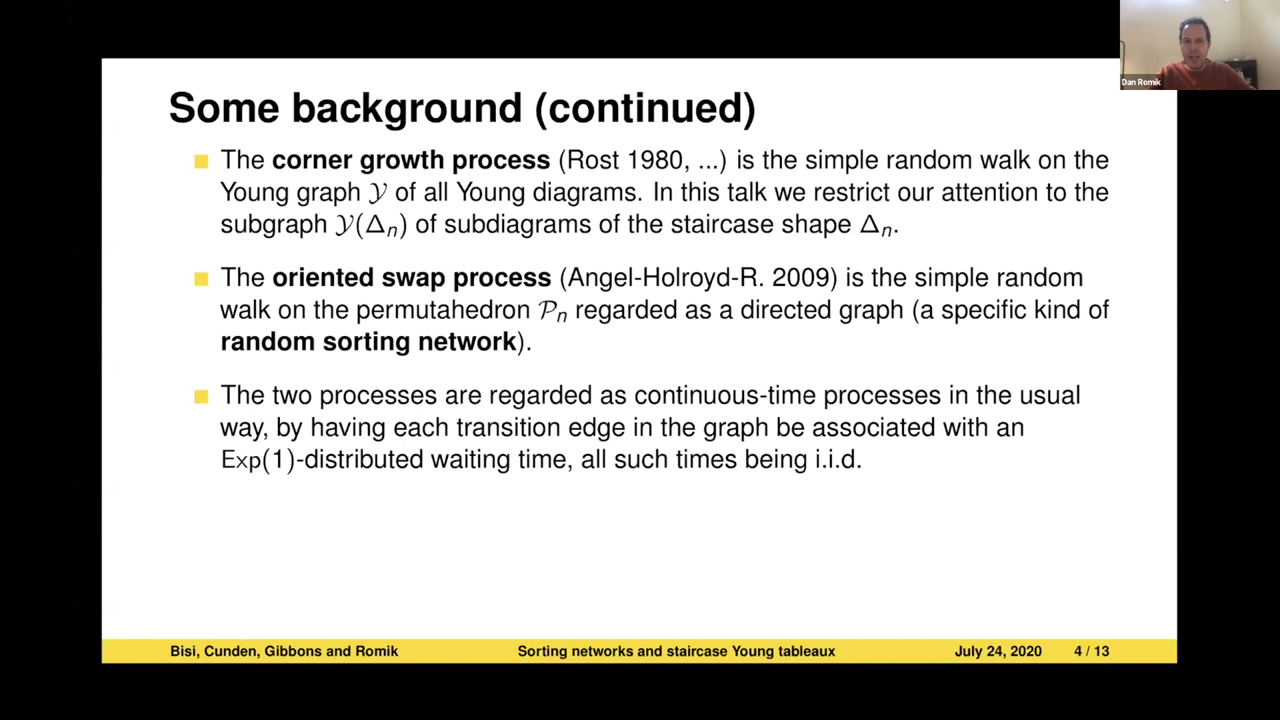 Dan Romik
Some background (continued)
The corner growth process (Rost 1980, ...) is the simple random walk on the
Young graph 𝒴 of all Young diagrams. In this talk we restrict our attention to the
subgraph 𝒴(Δₙ) of subdiagrams of the staircase shape Δₙ.
The oriented swap process (Angel-Holroyd-R. 2009) is the simple random
walk on the permutahedron 𝒫ₙ regarded as a directed graph (a specific kind of
random sorting network).
The two processes are regarded as continuous-time processes in the usual
way, by having each transition edge in the graph be associated with an
Exp(1)-distributed waiting time, all such times being i.i.d.
Bisi, Cunden, Gibbons and Romik Sorting networks and staircase Young tableaux July 24, 2020 4 / 13